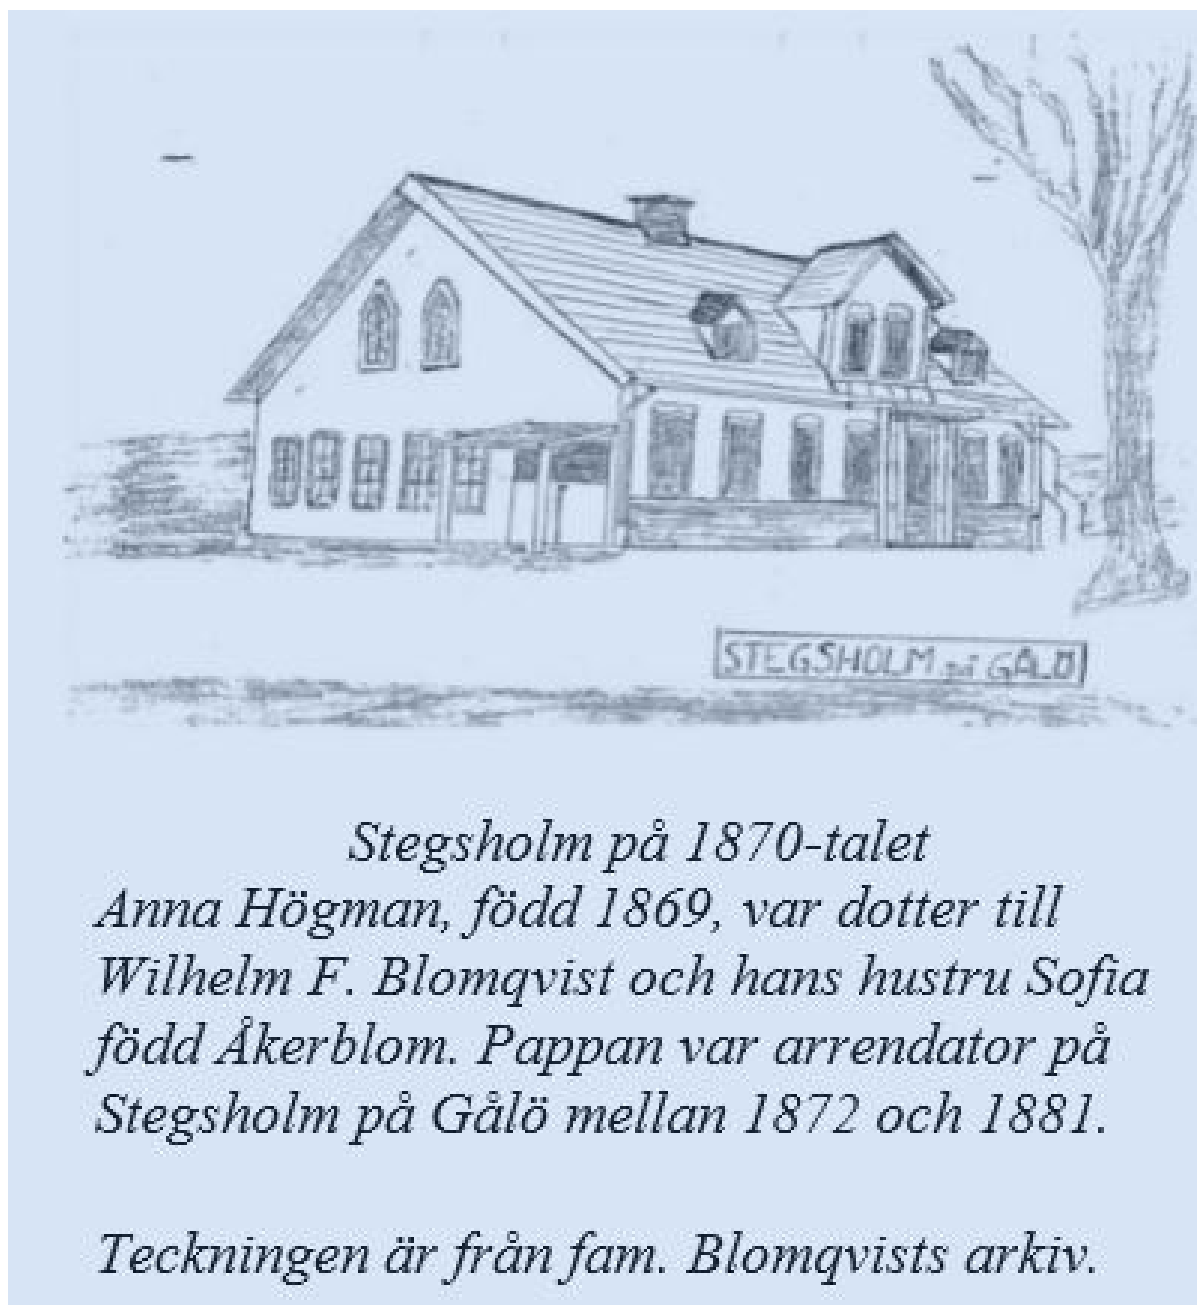 STEGSHOLM på GÅLÖ
Stegsholm på 1870-talet
Anna Högman, född 1869, var dotter till
Wilhelm F. Blomqvist och hans hustru Sofia
född Åkerblom. Pappan var arrendator på
Stegsholm på Gålö mellan 1872 och 1881.
Teckningen är från fam. Blomqvists arkiv.